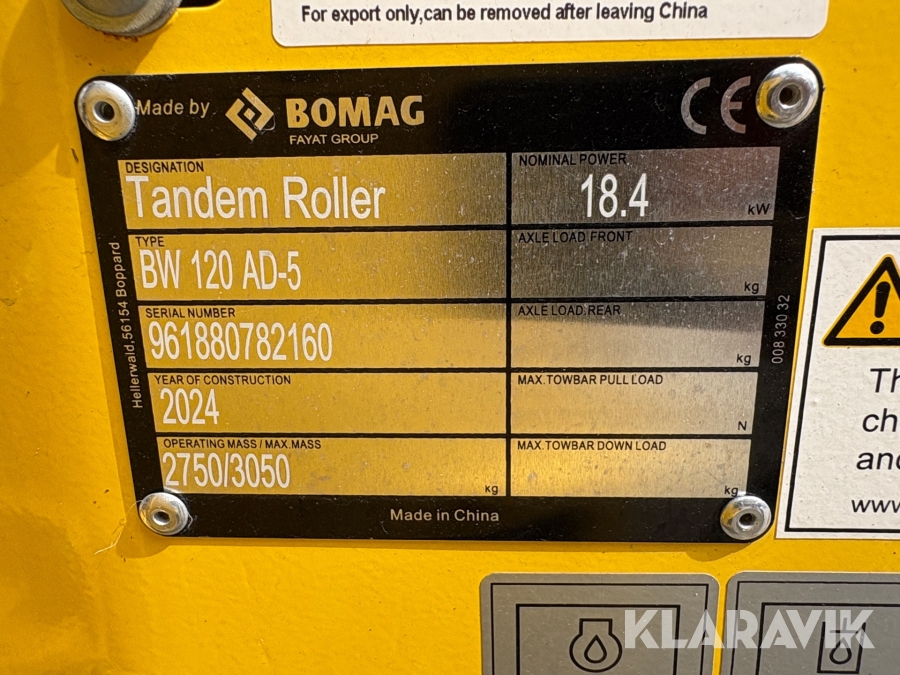 For export only,can be removed after leaving China
Made by BOMAG
FAYAT GROUP
CE
DESIGNATION
Tandem Roller
NOMINAL POWER
18.4 kW
TYPE
BW 120 AD-5
AXLE LOAD FRONT
kg
SERIAL NUMBER
961880782160
AXLE LOAD.REAR
kg
YEAR OF CONSTRUCTION
2024
MAX.TOWBAR PULL LOAD
N
OPERATING MASS / MAX.MASS
2750/3050 kg
MAX.TOWBAR DOWN LOAD
kg
Made in China
Hellerwald.56154 Boppard
008 330 32
Th
ch
and
www
KLARAVIK